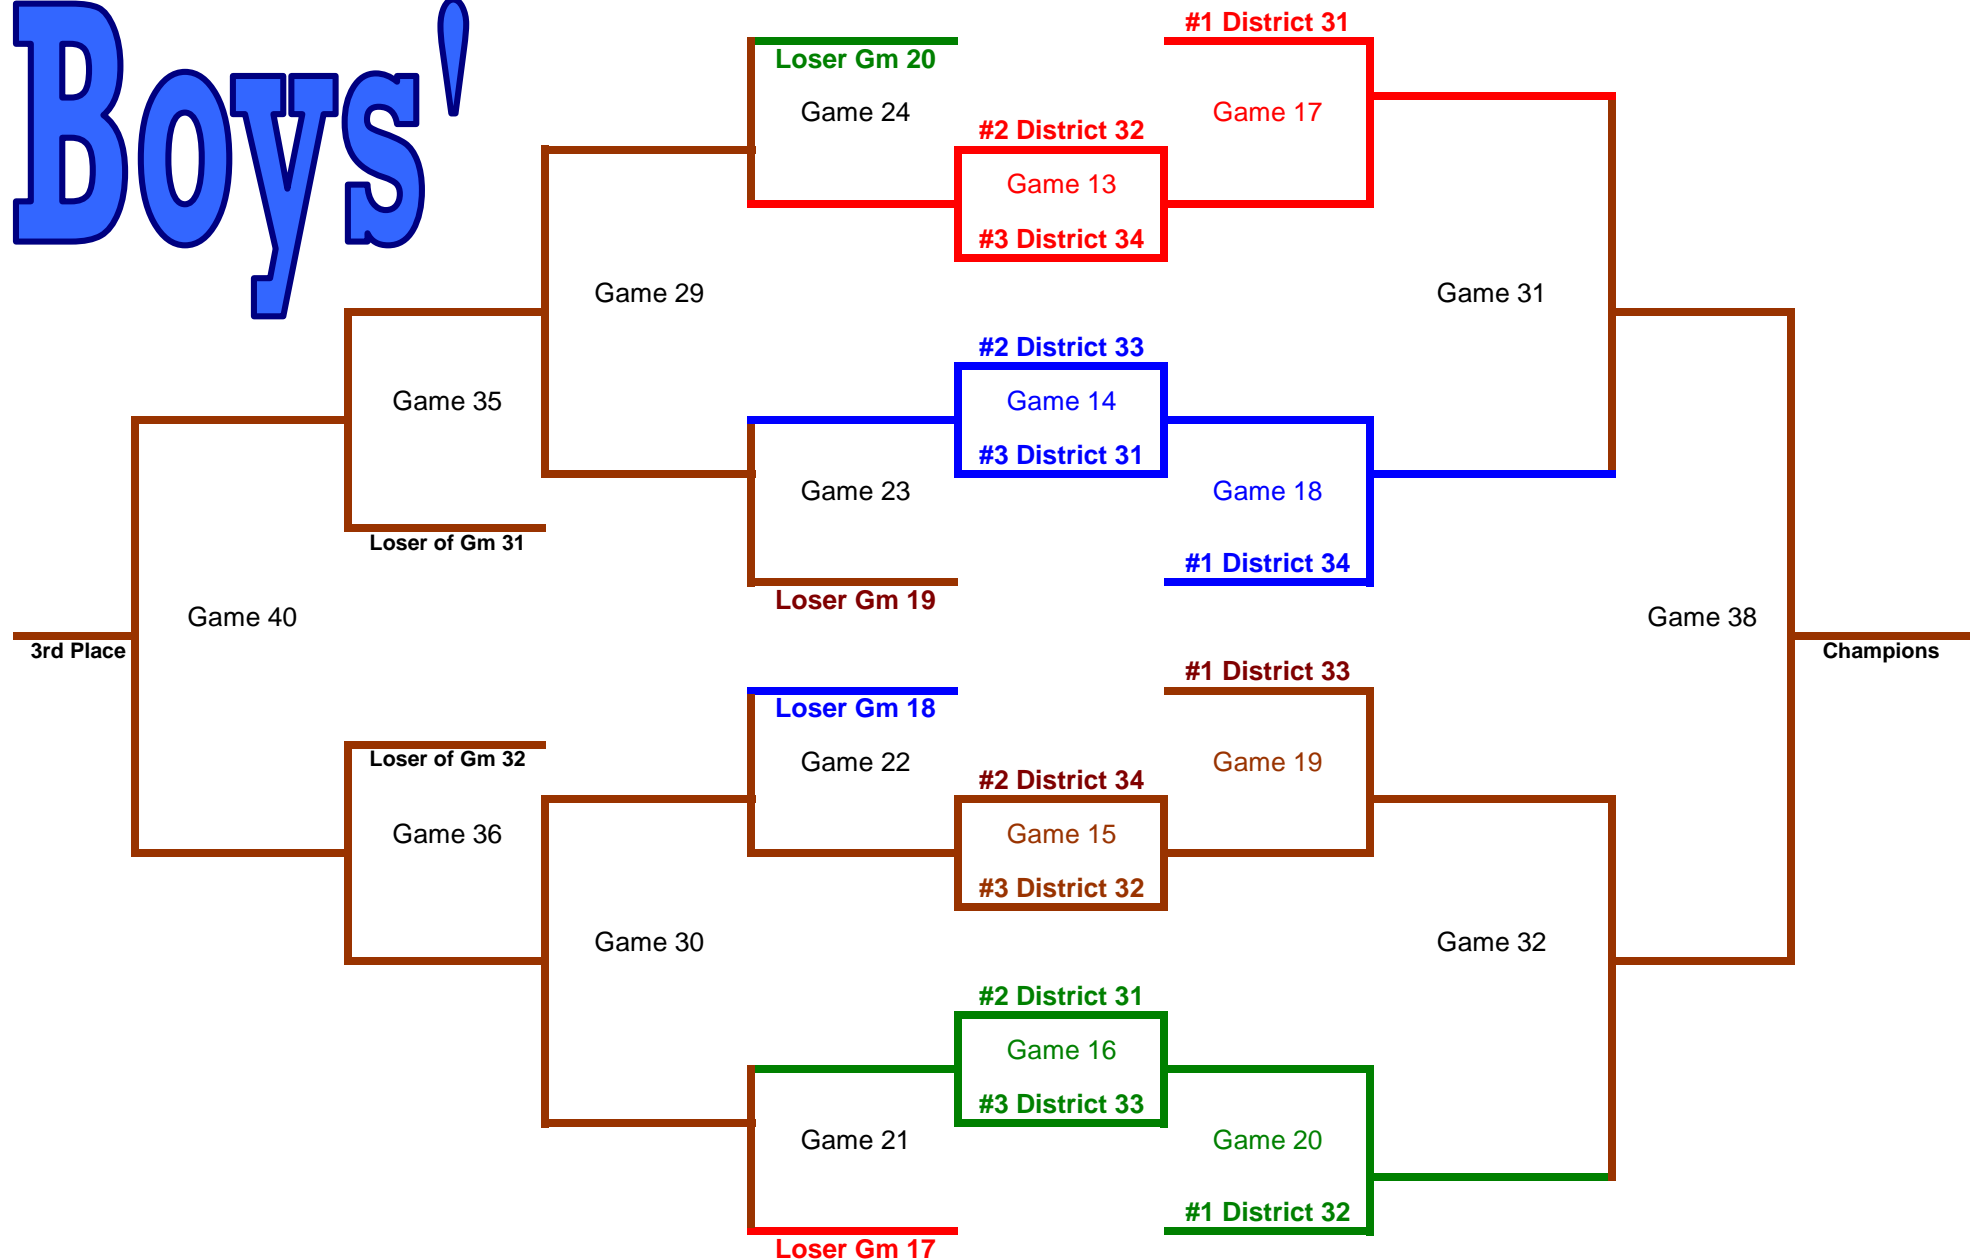 Boys'
#1 District 31
Loser Gm 20
Game 24
Game 17
#2 District 32
Game 13
#3 District 34
Game 29
Game 31
#2 District 33
Game 35
Game 14
#3 District 31
Game 23
Game 18
Loser of Gm 31
#1 District 34
Loser Gm 19
Game 40
Game 38
3rd Place
Champions
#1 District 33
Loser Gm 18
Loser of Gm 32
Game 22
Game 19
#2 District 34
Game 36
Game 15
#3 District 32
Game 30
Game 32
#2 District 31
Game 16
#3 District 33
Game 21
Game 20
#1 District 32
Loser Gm 17